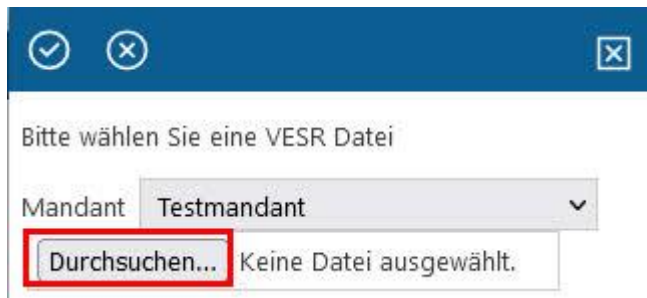 Bitte wählen Sie eine VESR Datei
Mandant Testmandant
Durchsuchen... Keine Datei ausgewählt.